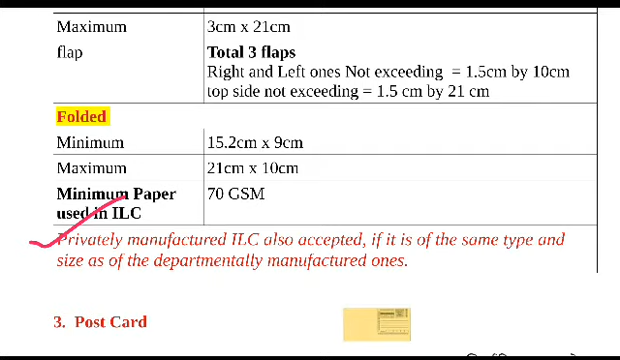 Maximum 3cm x 21cm
flap Total 3 flaps
Right and Left ones Not exceeding = 1.5cm by 10cm
top side not exceeding = 1.5 cm by 21 cm
Folded
Minimum 15.2cm x 9cm
Maximum 21cm x 10cm
Minimum Paper 70 GSM
used in ILC
Privately manufactured ILC also accepted, if it is of the same type and
size as of the departmentally manufactured ones.
3. Post Card